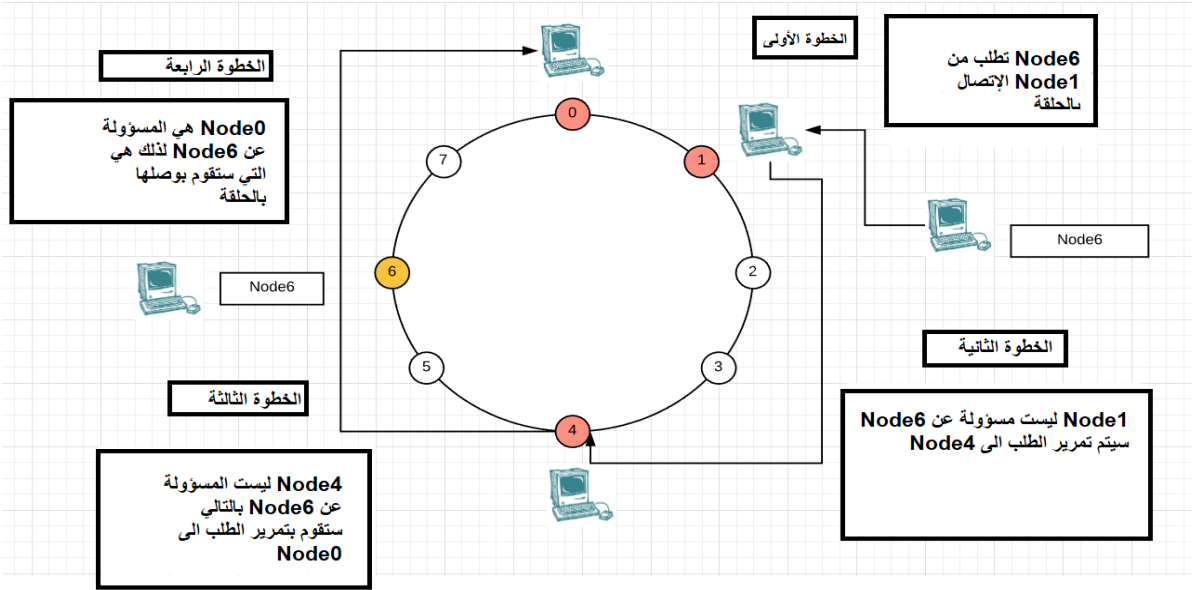 الخطوة الأولى
Node6 تطلب من
Node1 الإتصال
بالحلقة
Node6
الخطوة الثانية
Node1 ليست مسؤولة عن Node6
سيتم تمرير الطلب الى Node4
الخطوة الثالثة
Node4 ليست المسؤولة
عن Node6 بالتالي
ستقوم بتمرير الطلب الى
Node0
الخطوة الرابعة
Node0 هي المسؤولة
عن Node6 لذلك هي
التي ستقوم بوصلها
بالحلقة
Node6
0
1
2
3
4
5
6
7